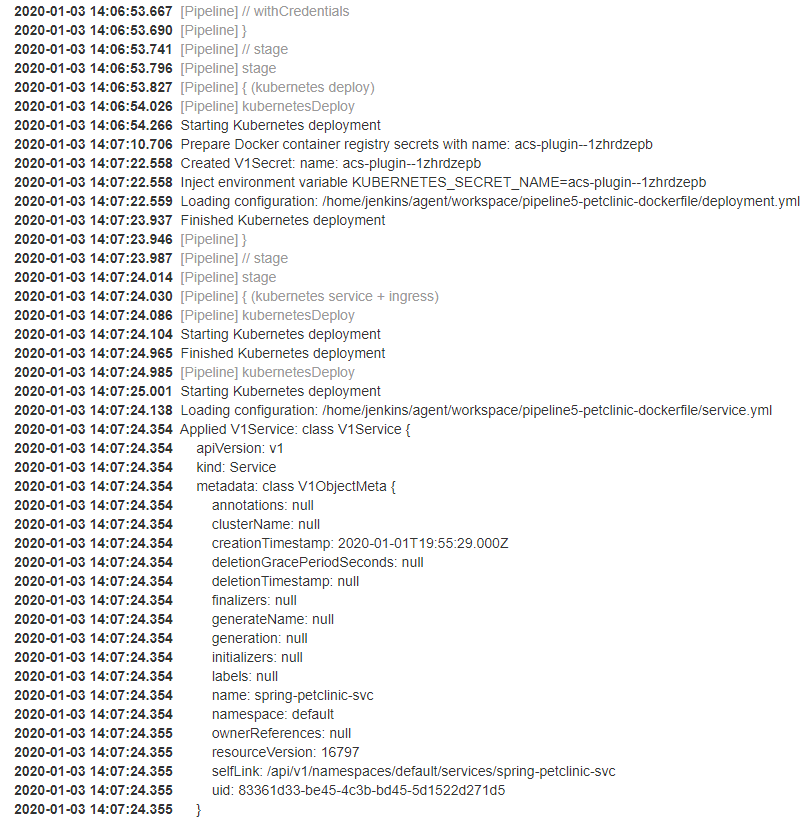 2020-01-03 14:06:53.667 [Pipeline] // withCredentials
2020-01-03 14:06:53.690 [Pipeline] }
2020-01-03 14:06:53.741 [Pipeline] // stage
2020-01-03 14:06:53.796 [Pipeline] stage
2020-01-03 14:06:53.827 [Pipeline] { (kubernetes deploy)
2020-01-03 14:06:54.026 [Pipeline] kubernetesDeploy
2020-01-03 14:06:54.266 Starting Kubernetes deployment
2020-01-03 14:07:10.706 Prepare Docker container registry secrets with name: acs-plugin--1zhrdzepb
2020-01-03 14:07:22.558 Created V1Secret: name: acs-plugin--1zhrdzepb
2020-01-03 14:07:22.558 Inject environment variable KUBERNETES_SECRET_NAME=acs-plugin--1zhrdzepb
2020-01-03 14:07:22.559 Loading configuration: /home/jenkins/agent/workspace/pipeline5-petclinic-dockerfile/deployment.yml
2020-01-03 14:07:23.937 Finished Kubernetes deployment
2020-01-03 14:07:23.946 [Pipeline] }
2020-01-03 14:07:23.987 [Pipeline] // stage
2020-01-03 14:07:24.014 [Pipeline] stage
2020-01-03 14:07:24.030 [Pipeline] { (kubernetes service + ingress)
2020-01-03 14:07:24.086 [Pipeline] kubernetesDeploy
2020-01-03 14:07:24.104 Starting Kubernetes deployment
2020-01-03 14:07:24.965 Finished Kubernetes deployment
2020-01-03 14:07:24.985 [Pipeline] kubernetesDeploy
2020-01-03 14:07:25.001 Starting Kubernetes deployment
2020-01-03 14:07:24.138 Loading configuration: /home/jenkins/agent/workspace/pipeline5-petclinic-dockerfile/service.yml
2020-01-03 14:07:24.354 Applied V1Service: class V1Service {
2020-01-03 14:07:24.354 apiVersion: v1
2020-01-03 14:07:24.354 kind: Service
2020-01-03 14:07:24.354 metadata: class V1ObjectMeta {
2020-01-03 14:07:24.354 annotations: null
2020-01-03 14:07:24.354 clusterName: null
2020-01-03 14:07:24.354 creationTimestamp: 2020-01-01T19:55:29.000Z
2020-01-03 14:07:24.354 deletionGracePeriodSeconds: null
2020-01-03 14:07:24.354 deletionTimestamp: null
2020-01-03 14:07:24.354 finalizers: null
2020-01-03 14:07:24.354 generateName: null
2020-01-03 14:07:24.354 generation: null
2020-01-03 14:07:24.354 initializers: null
2020-01-03 14:07:24.354 labels: null
2020-01-03 14:07:24.354 name: spring-petclinic-svc
2020-01-03 14:07:24.354 namespace: default
2020-01-03 14:07:24.355 ownerReferences: null
2020-01-03 14:07:24.355 resourceVersion: 16797
2020-01-03 14:07:24.355 selfLink: /api/v1/namespaces/default/services/spring-petclinic-svc
2020-01-03 14:07:24.355 uid: 83361d33-be45-4c3b-bd45-5d1522d271d5
2020-01-03 14:07:24.355 }